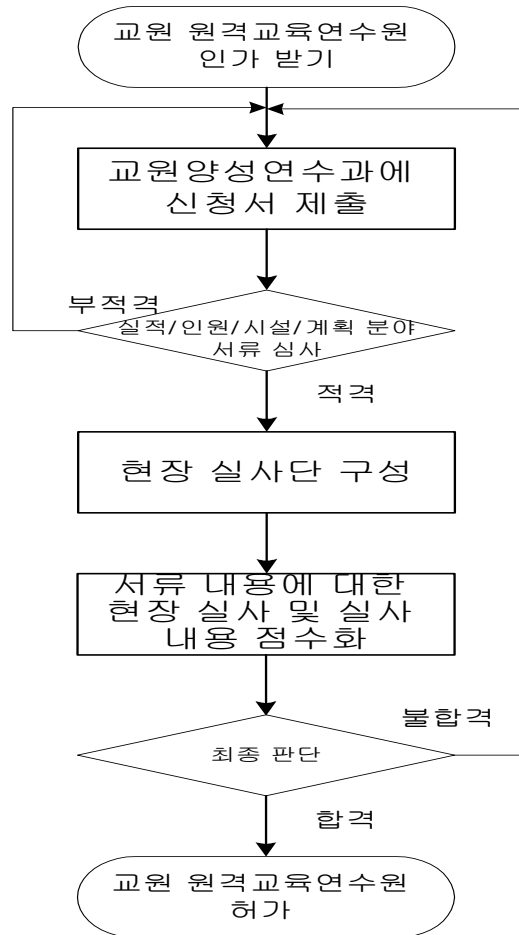 교원 원격교육연수원
인가 받기
교원양성연수과에
신청서 제출
부적격
실적/인원/시설/계획 분야
서류 심사
적격
현장 실사단 구성
서류 내용에 대한
현장 실사 및 실사
내용 점수화
불합격
최종 판단
합격
교원 원격교육연수원
허가